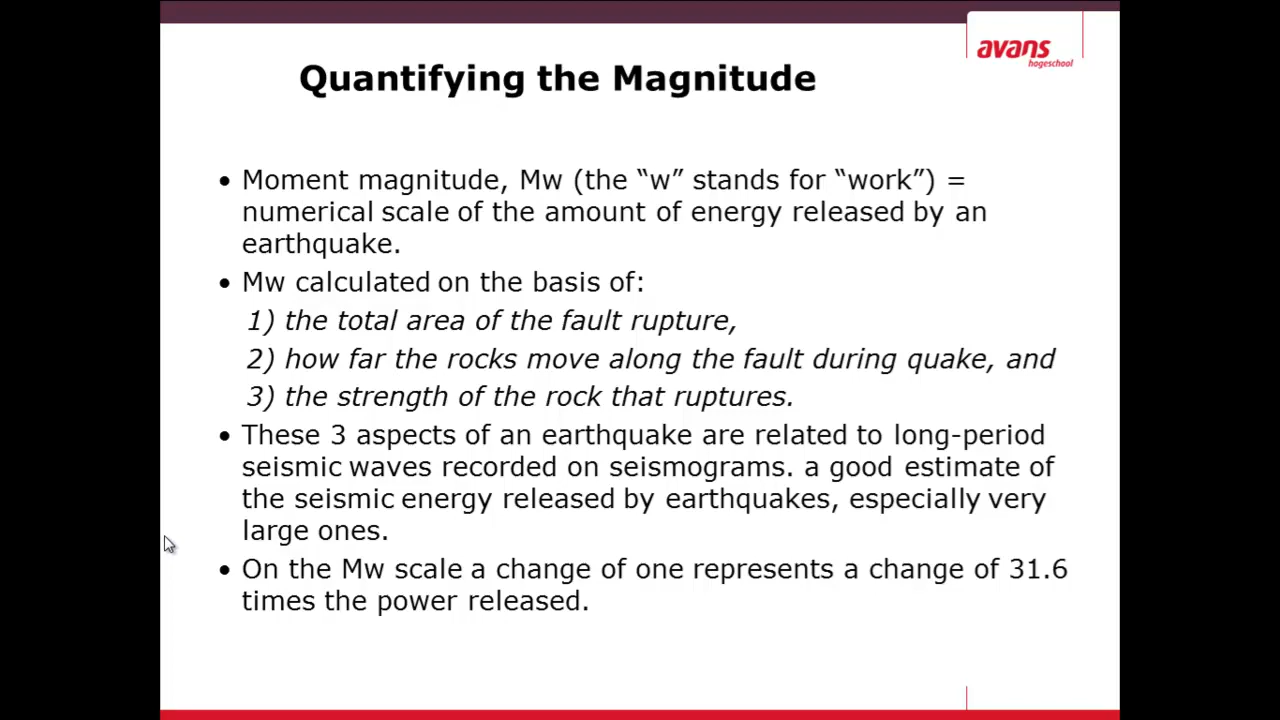 avans
hogeschool
Quantifying the Magnitude
• Moment magnitude, Mw (the “w” stands for “work”) =
numerical scale of the amount of energy released by an
earthquake.
• Mw calculated on the basis of:
1) the total area of the fault rupture,
2) how far the rocks move along the fault during quake, and
3) the strength of the rock that ruptures.
• These 3 aspects of an earthquake are related to long-period
seismic waves recorded on seismograms. a good estimate of
the seismic energy released by earthquakes, especially very
large ones.
• On the Mw scale a change of one represents a change of 31.6
times the power released.